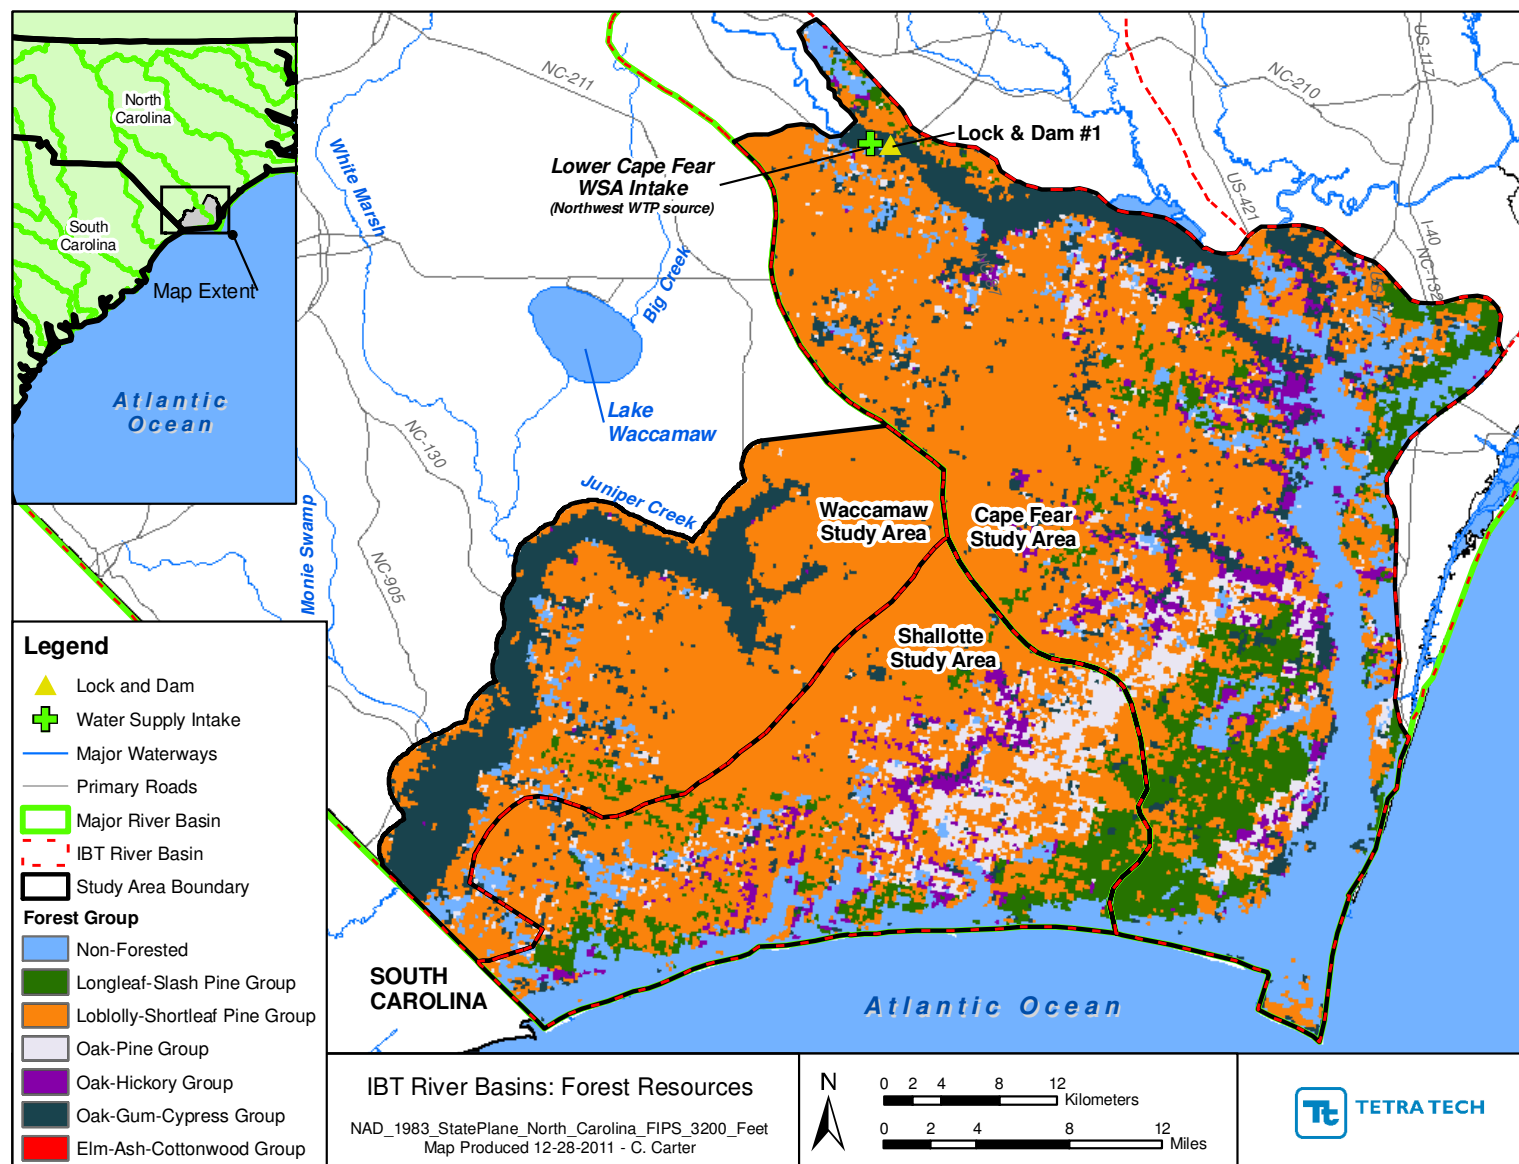 North
Carolina
South
Carolina
Map Extent
Atlantic
Ocean
NC-211
White Marsh
Big Creek
Lake
Waccamaw
NC-130
Juniper Creek
Monie Swamp
NC-905
Lower Cape Fear
WSA Intake
(Northwest WTP source)
Lock & Dam #1
NC-210
US-117
US-421
I-40
NC-132
Waccamaw
Study Area
Cape Fear
Study Area
Shallotte
Study Area
SOUTH
CAROLINA
Atlantic Ocean
Legend
Lock and Dam
Water Supply Intake
Major Waterways
Primary Roads
Major River Basin
IBT River Basin
Study Area Boundary
Forest Group
Non-Forested
Longleaf-Slash Pine Group
Loblolly-Shortleaf Pine Group
Oak-Pine Group
Oak-Hickory Group
Oak-Gum-Cypress Group
Elm-Ash-Cottonwood Group
IBT River Basins: Forest Resources
NAD_1983_StatePlane_North_Carolina_FIPS_3200_Feet
Map Produced 12-28-2011 - C. Carter
N
0 2 4 8 12
Kilometers
0 2 4 8 12
Miles
Tt
TETRA TECH